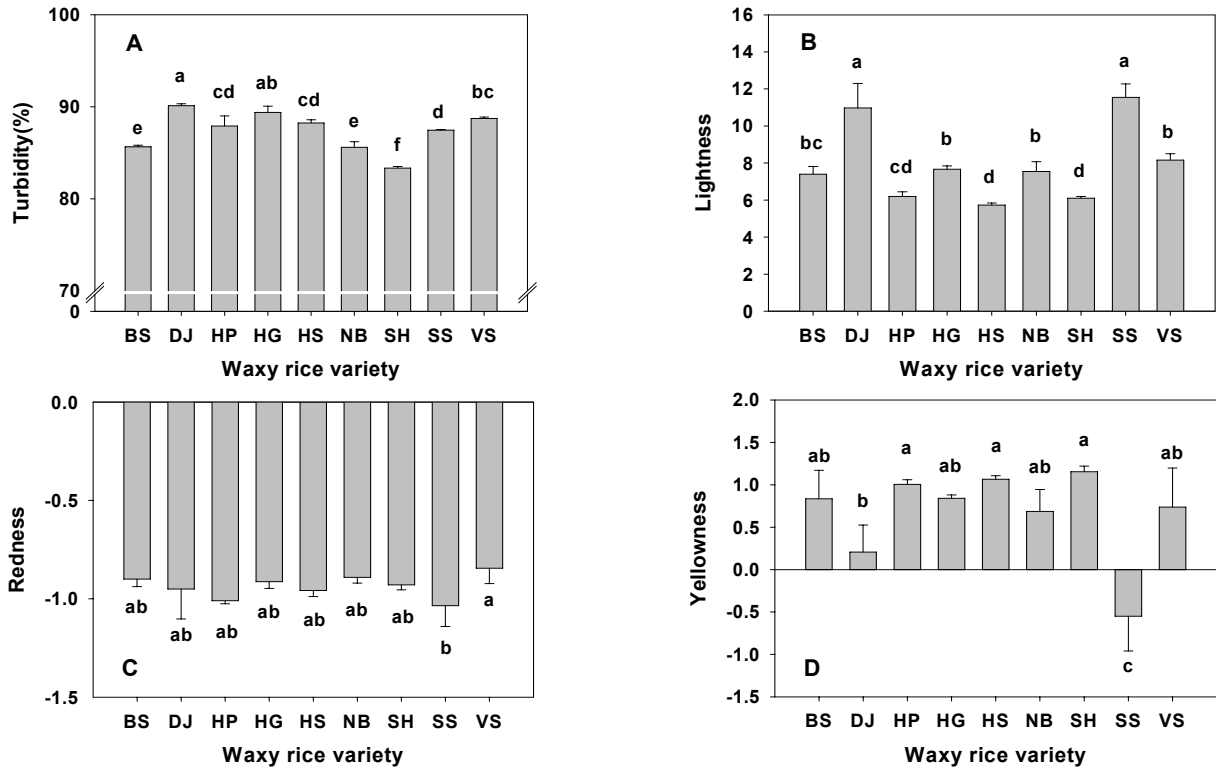 A
Turbidity(%)
100
90
80
70
0
e
a
cd
ab
cd
e
f
d
bc
BS DJ HP HG HS NB SH SS VS
Waxy rice variety
B
Lightness
16
14
12
10
8
6
4
2
0
bc
a
cd
b
d
b
d
a
b
BS DJ HP HG HS NB SH SS VS
Waxy rice variety
C
Redness
0.0
-0.5
-1.0
-1.5
ab
ab
ab
ab
ab
ab
ab
b
a
BS DJ HP HG HS NB SH SS VS
Waxy rice variety
D
Yellowness
2.0
1.5
1.0
0.5
0.0
-0.5
-1.0
-1.5
ab
b
a
ab
a
ab
a
c
ab
BS DJ HP HG HS NB SH SS VS
Waxy rice variety